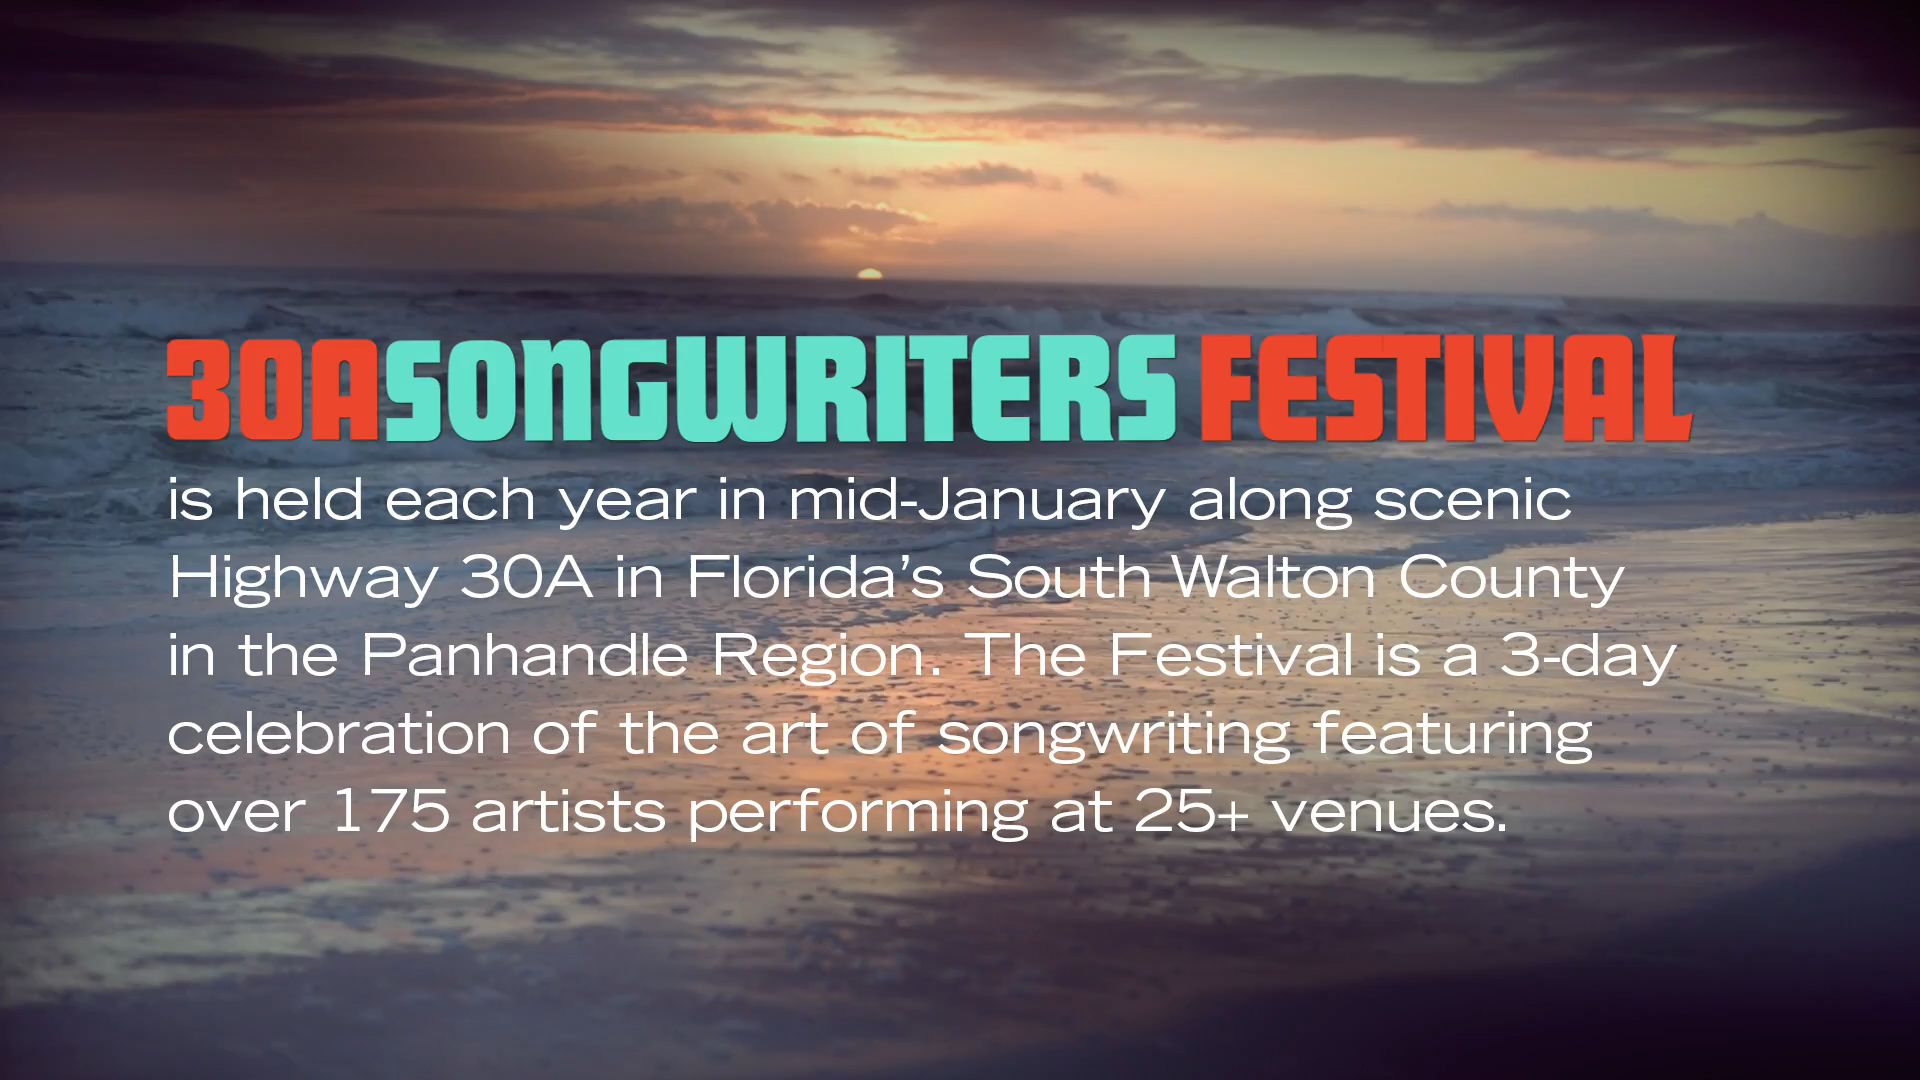 30ASONGWRITERS FESTIVAL
is held each year in mid-January along scenic
Highway 30A in Florida’s South Walton County
in the Panhandle Region. The Festival is a 3-day
celebration of the art of songwriting featuring
over 175 artists performing at 25+ venues.